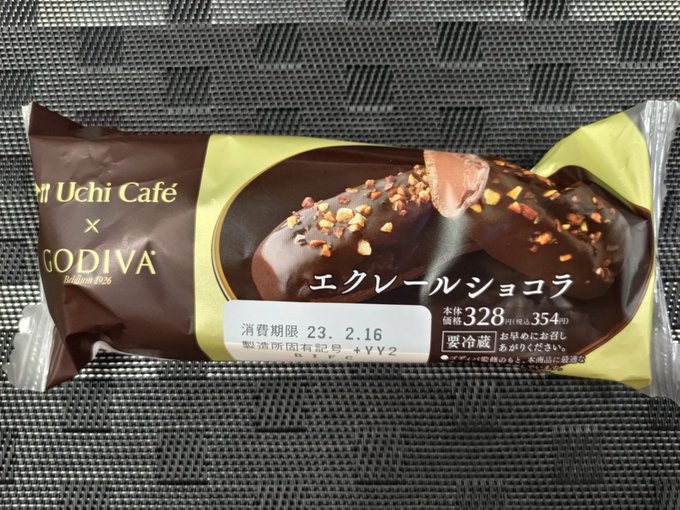 Uchi Café
×
GODIVA
Belgium 1926
エクレールショコラ
本体価格 328円(税込354円)
要冷蔵 お早めにお召しあがりください。
消費期限 23. 2.16
製造所固有記号 +YY2